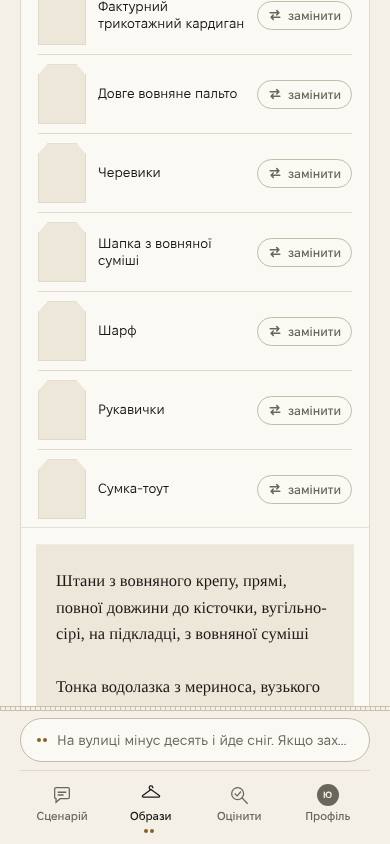 Фактурний
трикотажний кардиган
замінити
Довге вовняне пальто
замінити
Черевики
замінити
Шапка з вовняної
суміші
замінити
Шарф
замінити
Рукавички
замінити
Сумка-тоут
замінити
Штани з вовняного крепу, прямі,
повної довжини до кісточки, вугільно-
сірі, на підкладці, з вовняної суміші
Тонка водолазка з мериноса, вузького
На вулиці мінус десять і йде сніг. Якщо зах...
Сценарій
Образи
Оцінити
Ю
Профіль